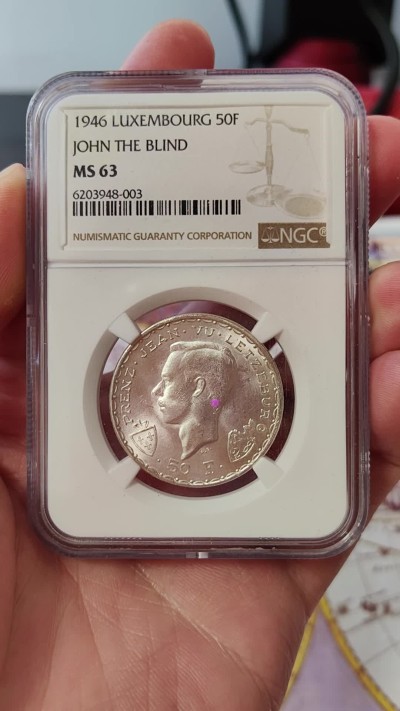 1946 LUXEMBOURG 50F
JOHN THE BLIND
MS 63
6203948-003
NUMISMATIC GUARANTY CORPORATION
NGC®
PRENZ · JEAN · VU · LETZEBURG
· 50 F ·